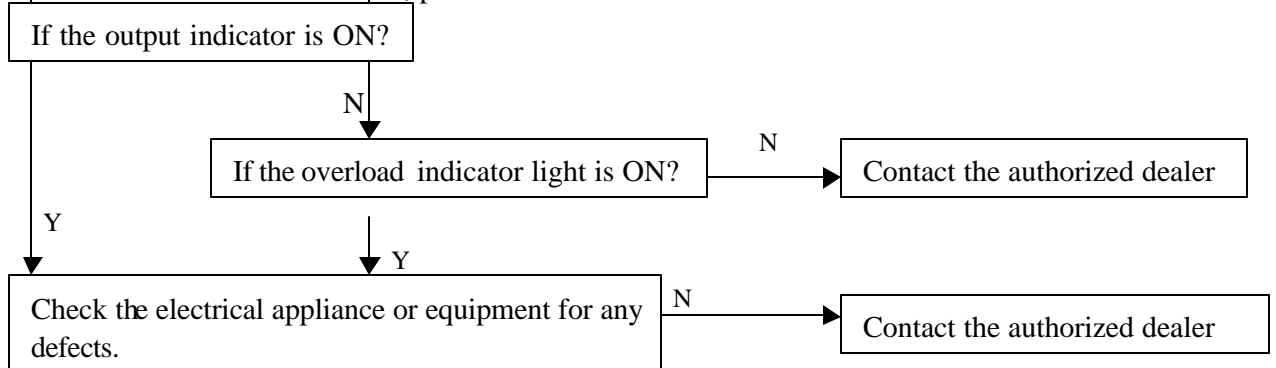 If the output indicator is ON?
N
If the overload indicator light is ON?
N
Contact the authorized dealer
Y
Y
Check the electrical appliance or equipment for any
defects.
N
Contact the authorized dealer